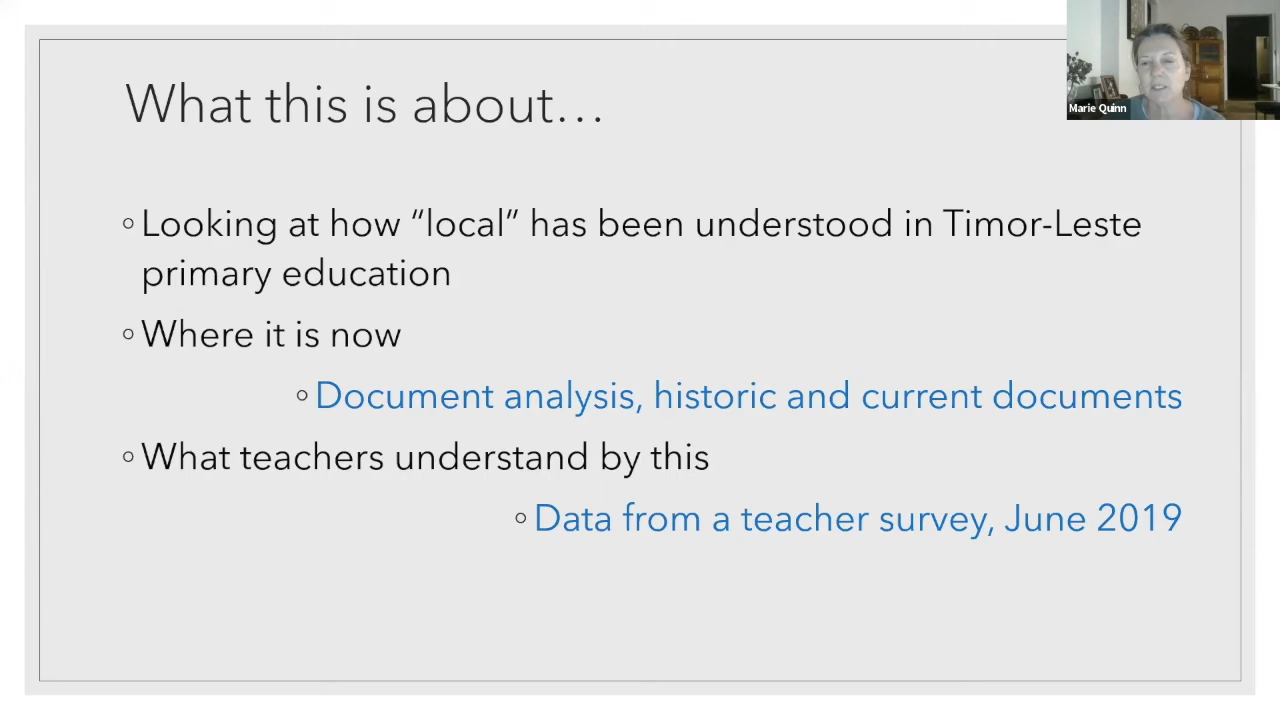 What this is about…
Marie Quinn
◦Looking at how “local” has been understood in Timor-Leste
primary education
◦Where it is now
◦Document analysis, historic and current documents
◦What teachers understand by this
◦Data from a teacher survey, June 2019